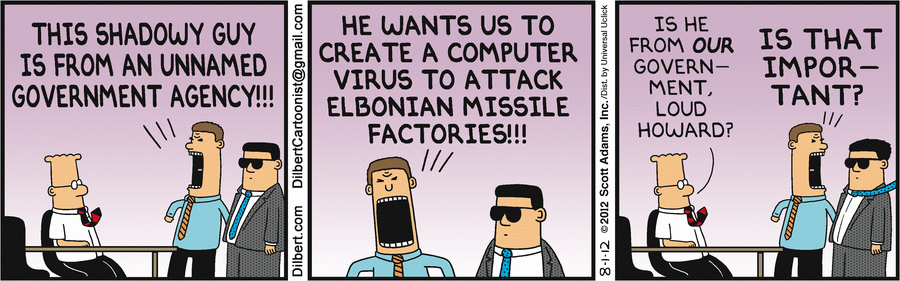 THIS SHADOWY GUY
IS FROM AN UNNAMED
GOVERNMENT AGENCY!!!
Dilbert.com DilbertCartoonist@gmail.com
HE WANTS US TO
CREATE A COMPUTER
VIRUS TO ATTACK
ELBONIAN MISSILE
FACTORIES!!!
8-1-12 ©2012 Scott Adams, Inc. /Dist. by Universal Uclick
IS HE
FROM OUR
GOVERN-
MENT,
LOUD
HOWARD?
IS THAT
IMPOR-
TANT?